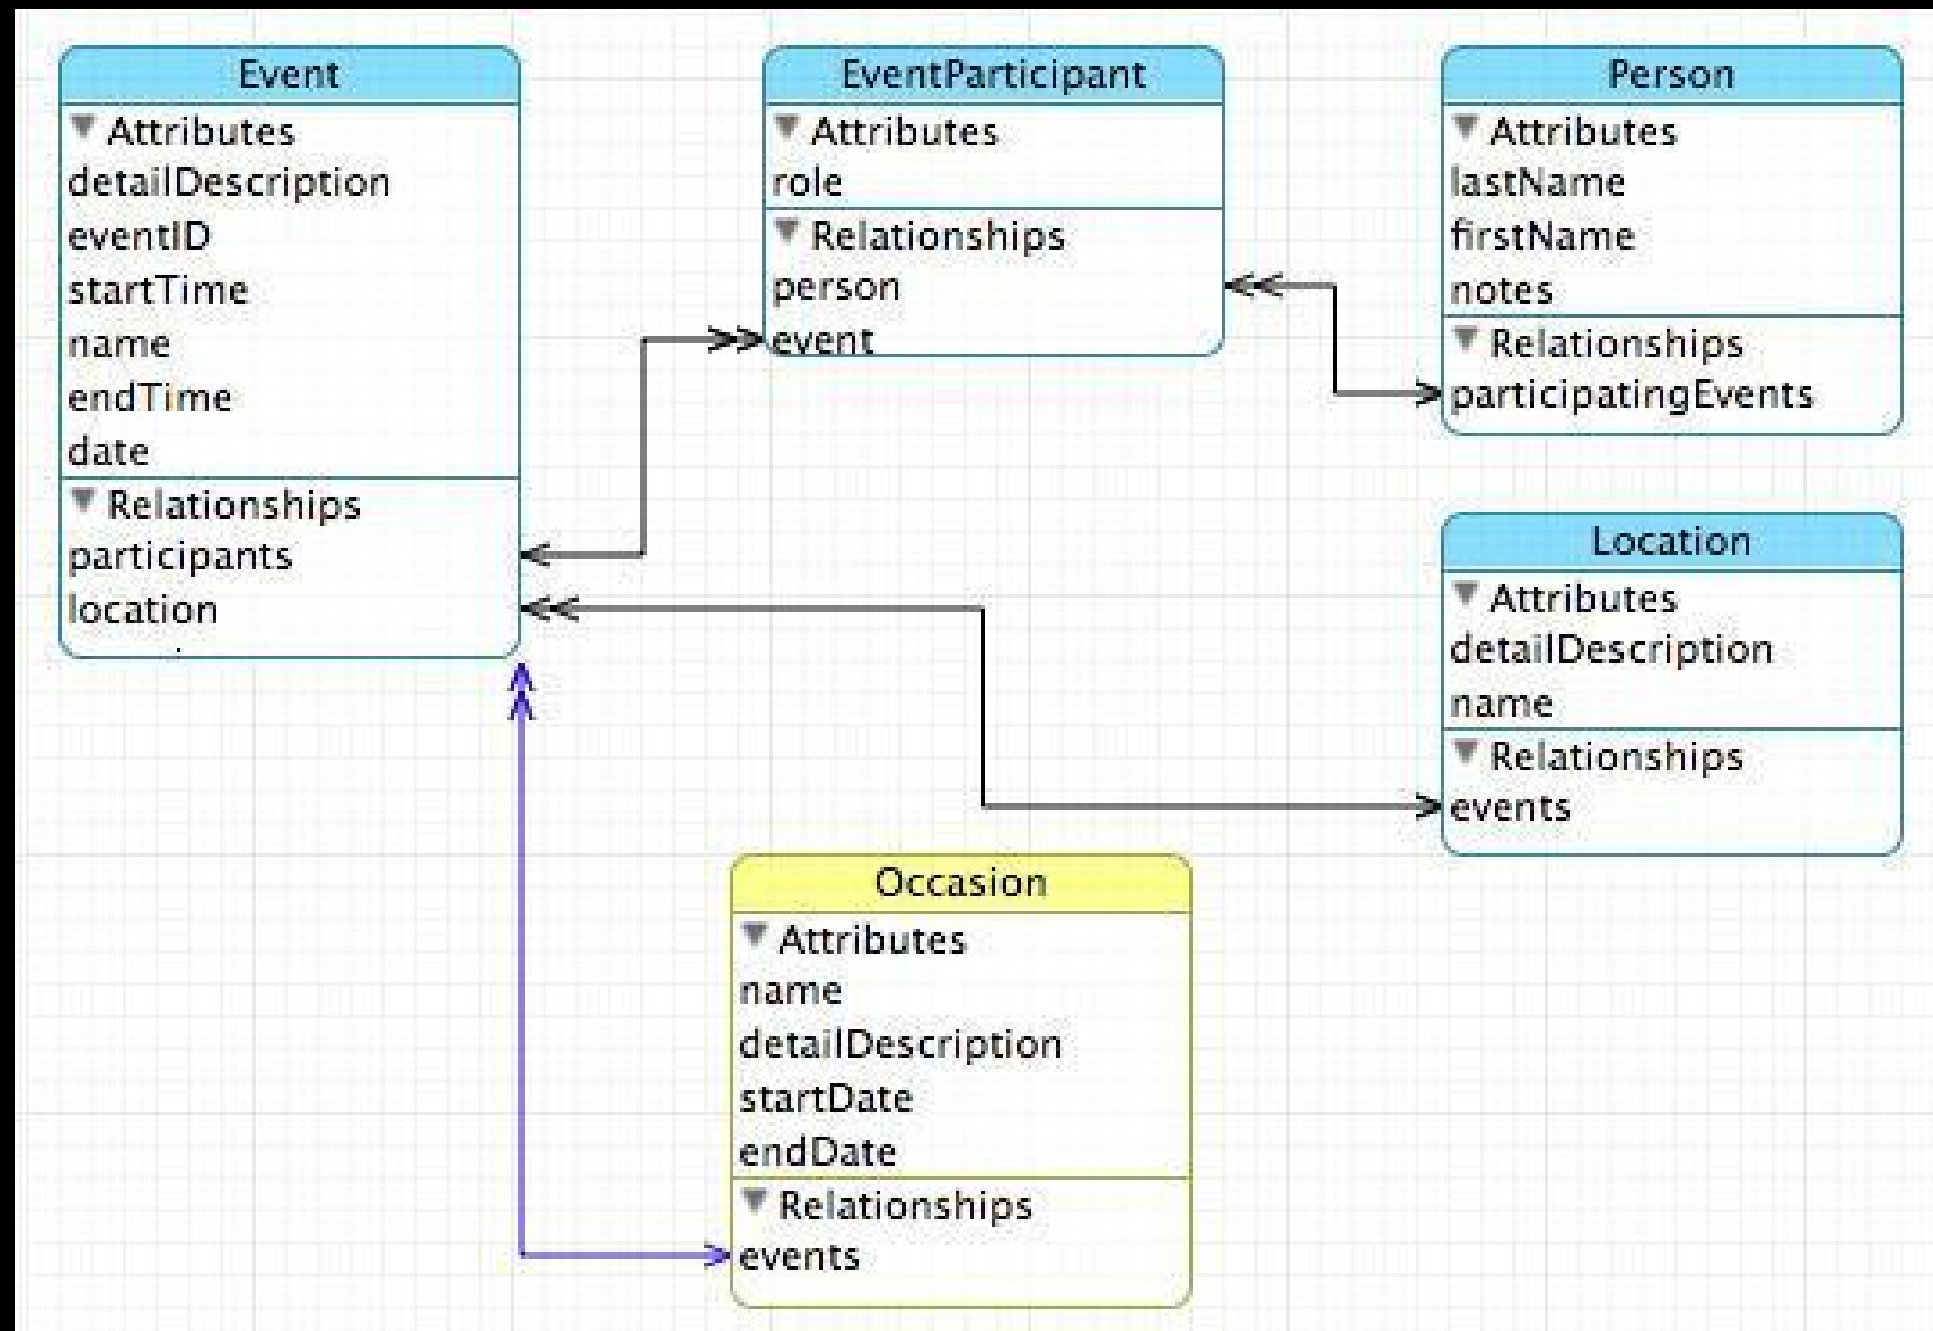 Event
Attributes
detailDescription
eventID
startTime
name
endTime
date
Relationships
participants
location
EventParticipant
Attributes
role
Relationships
person
event
Person
Attributes
lastName
firstName
notes
Relationships
participatingEvents
Location
Attributes
detailDescription
name
Relationships
events
Occasion
Attributes
name
detailDescription
startDate
endDate
Relationships
events